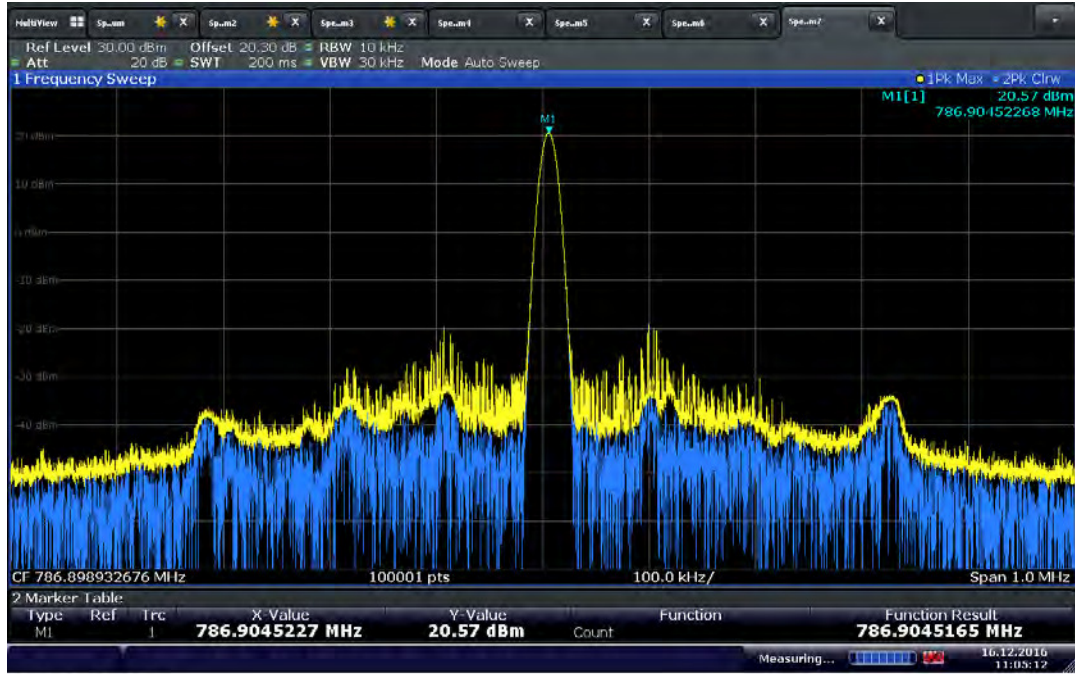 MultiView Sp..um X Sp..m2 X Spe..m3 X Spe..m4 X Spe..m5 X Spe..m6 X Spe..m7 X
Ref Level 30.00 dBm Offset 20.30 dB RBW 10 kHz
Att 20 dB SWT 200 ms VBW 30 kHz Mode Auto Sweep
1 Frequency Sweep 1Pk Max 2Pk Clrw
M1[1] 20.57 dBm
786.90452268 MHz
M1
20 dBm
10 dBm
0 dBm
-10 dBm
-20 dBm
-30 dBm
-40 dBm
CF 786.898932676 MHz 100001 pts 100.0 kHz/ Span 1.0 MHz
2 Marker Table
Type Ref Trc X-Value Y-Value Function Function Result
M1 1 786.9045227 MHz 20.57 dBm Count 786.9045165 MHz
Measuring... 16.12.2016
11:05:12